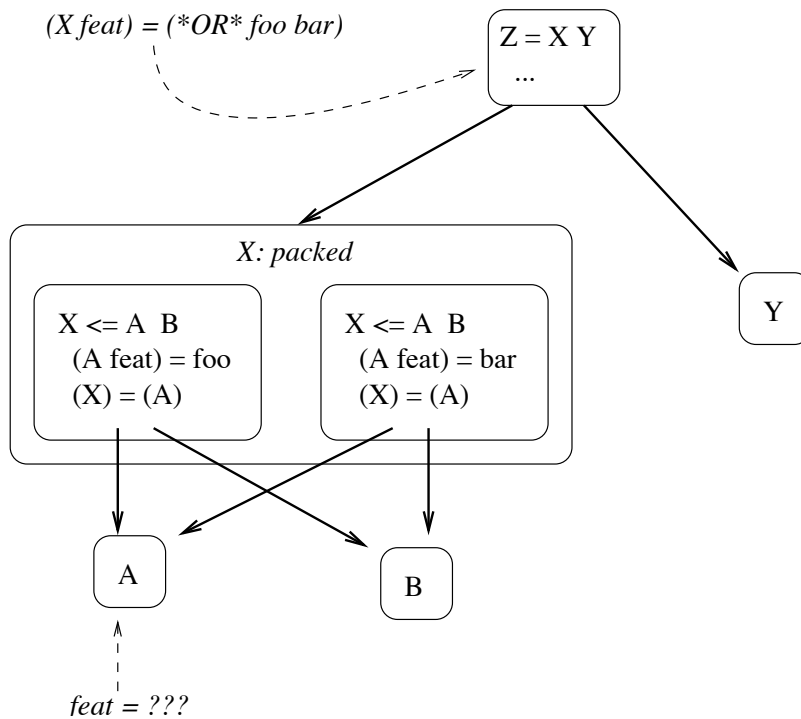 (X feat) = (*OR* foo bar)
Z = X Y
...
X: packed
X <= A B
(A feat) = foo
(X) = (A)
X <= A B
(A feat) = bar
(X) = (A)
Y
A
B
feat = ???